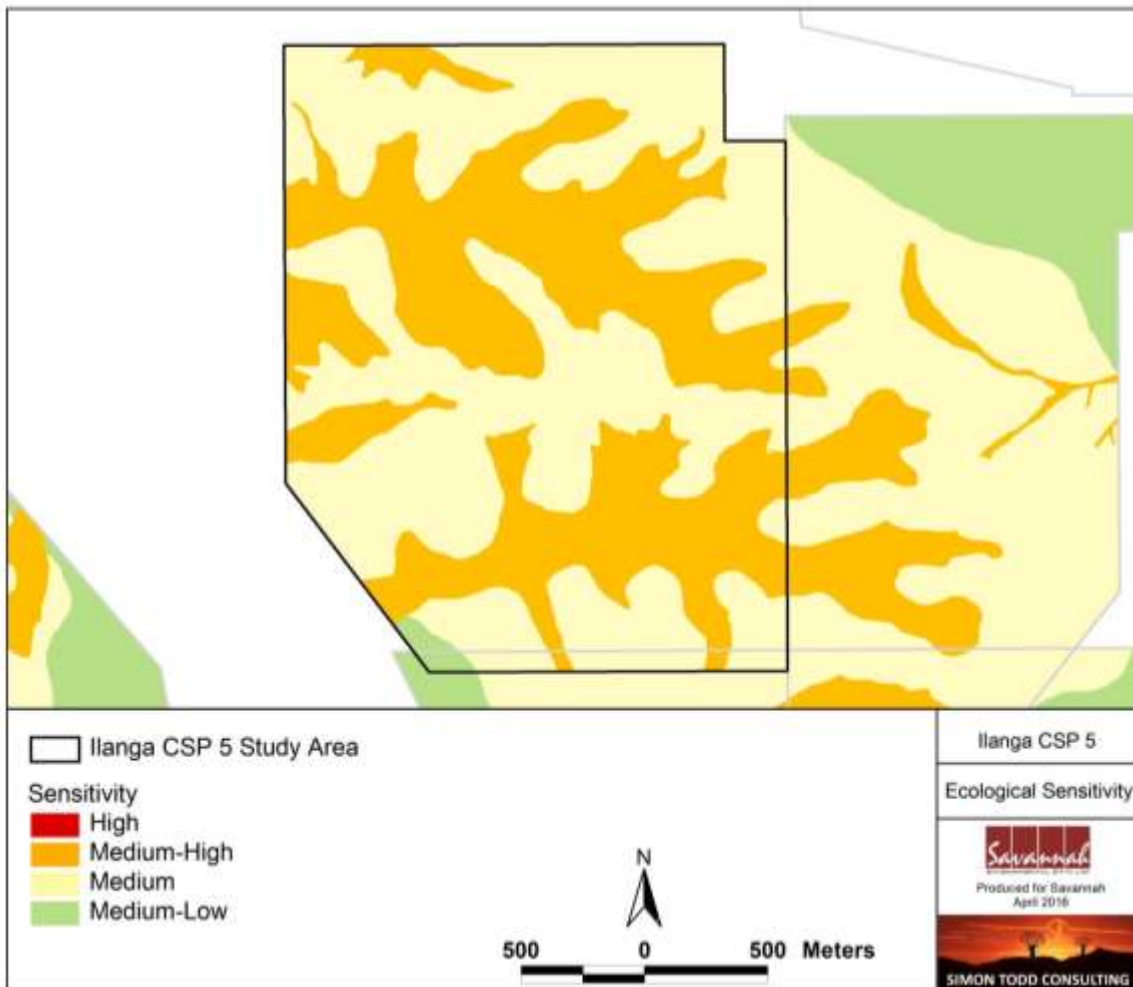 Ilanga CSP 5 Study Area
Sensitivity
High
Medium-High
Medium
Medium-Low
N
500 0 500 Meters
Ilanga CSP 5
Ecological Sensitivity
Savannah
Produced for Savannah
April 2016
SIMON TODD CONSULTING